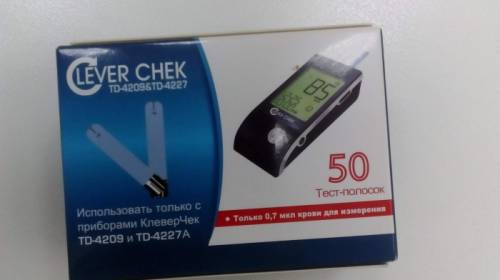 CLEVER CHEK
TD-4209&TD-4227
85
50
Тест-полосок
• Только 0,7 мкл крови для измерения
Использовать только с
приборами КлеверЧек
TD-4209 и TD-4227A